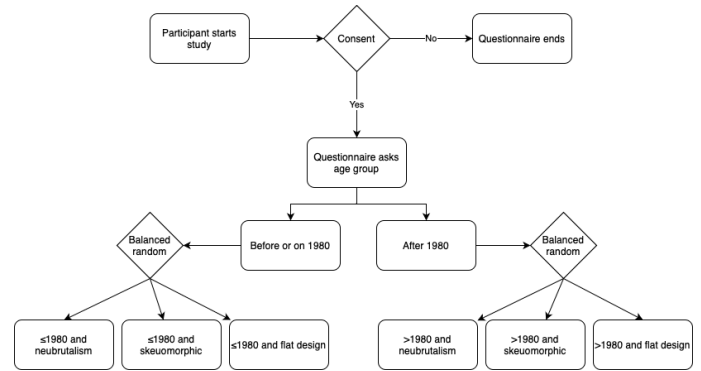 Participant starts
study
Consent
No
Questionnaire ends
Yes
Questionnaire asks
age group
Balanced
random
Before or on 1980
After 1980
Balanced
random
≤1980 and
neubrutalism
≤1980 and
skeuomorphic
≤1980 and flat design
>1980 and
neubrutalism
>1980 and
skeuomorphic
>1980 and flat design